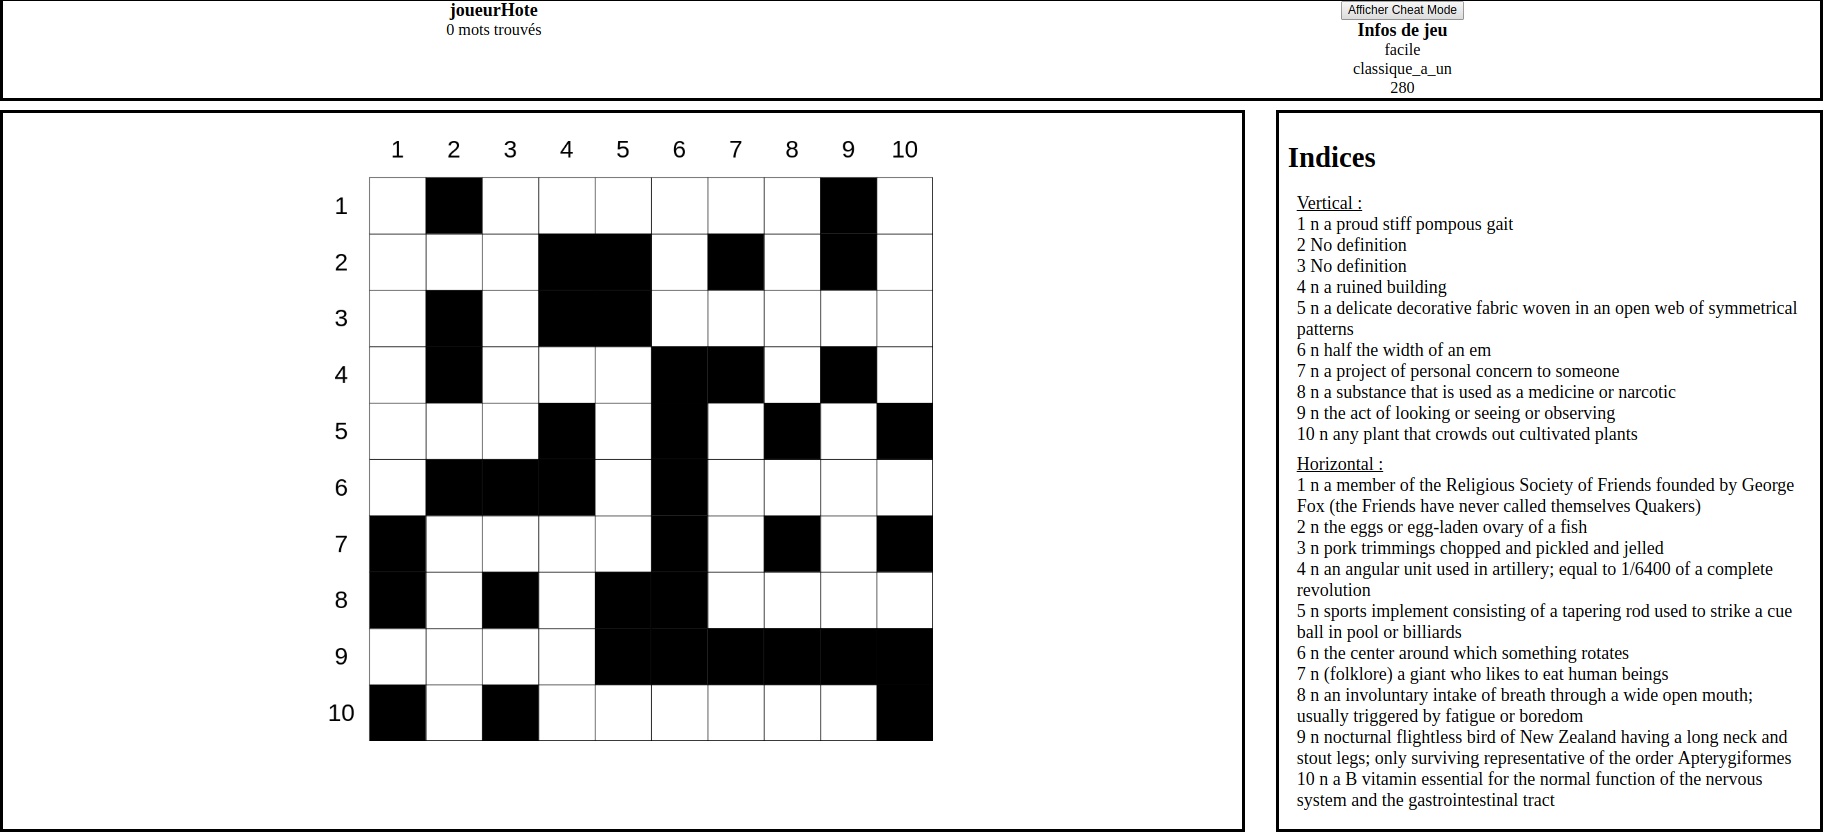 joueurHote
0 mots trouvés
Afficher Cheat Mode
Infos de jeu
facile
classique_a_un
280
1 2 3 4 5 6 7 8 9 10
1
2
3
4
5
6
7
8
9
10
Indices
Vertical :
1 n a proud stiff pompous gait
2 No definition
3 No definition
4 n a ruined building
5 n a delicate decorative fabric woven in an open web of symmetrical
patterns
6 n half the width of an em
7 n a project of personal concern to someone
8 n a substance that is used as a medicine or narcotic
9 n the act of looking or seeing or observing
10 n any plant that crowds out cultivated plants
Horizontal :
1 n a member of the Religious Society of Friends founded by George
Fox (the Friends have never called themselves Quakers)
2 n the eggs or egg-laden ovary of a fish
3 n pork trimmings chopped and pickled and jelled
4 n an angular unit used in artillery; equal to 1/6400 of a complete
revolution
5 n sports implement consisting of a tapering rod used to strike a cue
ball in pool or billiards
6 n the center around which something rotates
7 n (folklore) a giant who likes to eat human beings
8 n an involuntary intake of breath through a wide open mouth;
usually triggered by fatigue or boredom
9 n nocturnal flightless bird of New Zealand having a long neck and
stout legs; only surviving representative of the order Apterygiformes
10 n a B vitamin essential for the normal function of the nervous
system and the gastrointestinal tract